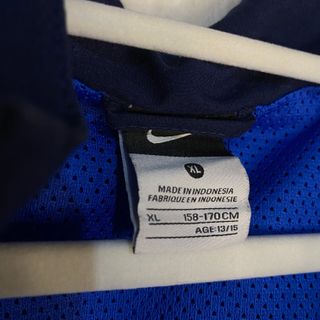 XL
MADE IN INDONESIA
FABRIQUE EN INDONESIE
XL 158-170CM
AGE:13/15